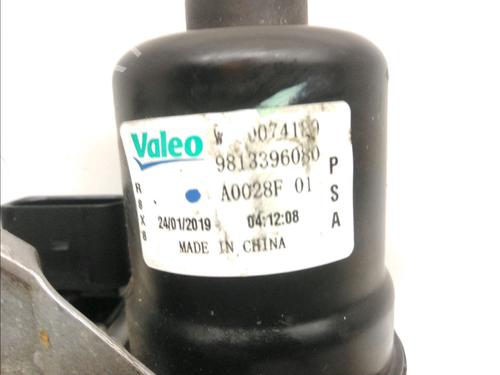 Valeo
9813396080
A0028F 01
24/01/2019 04:12:08
MADE IN CHINA
PSA